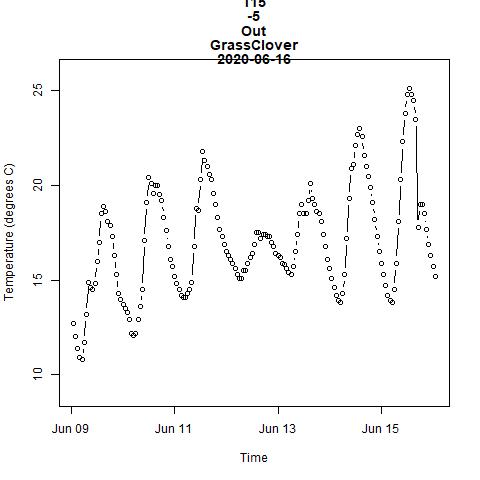 T15
-5
Out
GrassClover
2020-06-16
Temperature (degrees C)
25
20
15
10
Jun 09
Jun 11
Jun 13
Jun 15
Time